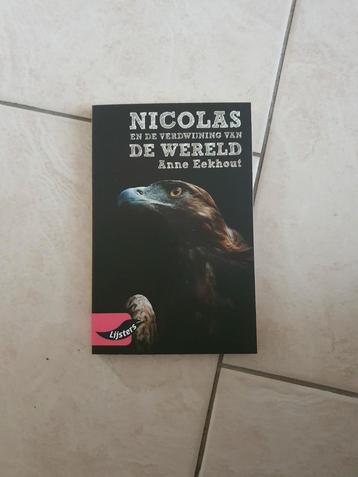 NICOLAS
EN DE VERDWIJNING VAN
DE WERELD
Anne Eekhout
Lijsters